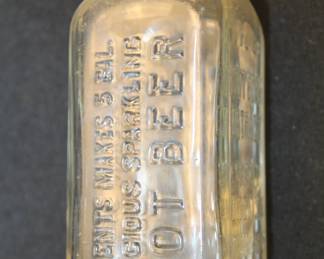 ENTS MAKES 5 GAL.
CIOUS SPARKLING
OT BEER